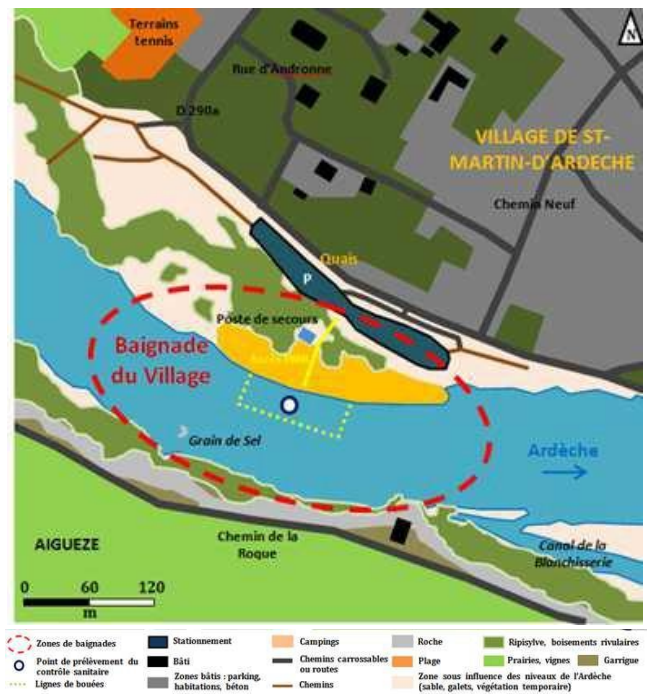 Terrains
tennis
N
Rue d'Andronne
D.290a
VILLAGE DE ST-
MARTIN-D'ARDECHE
Chemin Neuf
Quais
P
Poste de secours
Baignade
du Village
Grain de Sel
Ardèche
AIGUEZE
Chemin de la
Roque
Canal de la
Blanchisserie
0 60 120
m
Zones de baignades
Stationnement
Campings
Roche
Ripisylve, boisements rivulaires
Point de prélèvement du
contrôle sanitaire
Bâti
Chemins carrossables
ou routes
Plage
Prairies, vignes
Garrigue
Lignes de bouées
Zones bâtis : parking,
habitations, béton
Chemins
Zone sous influence des niveaux de l'Ardèche
(sable, galets, végétation temporaire)